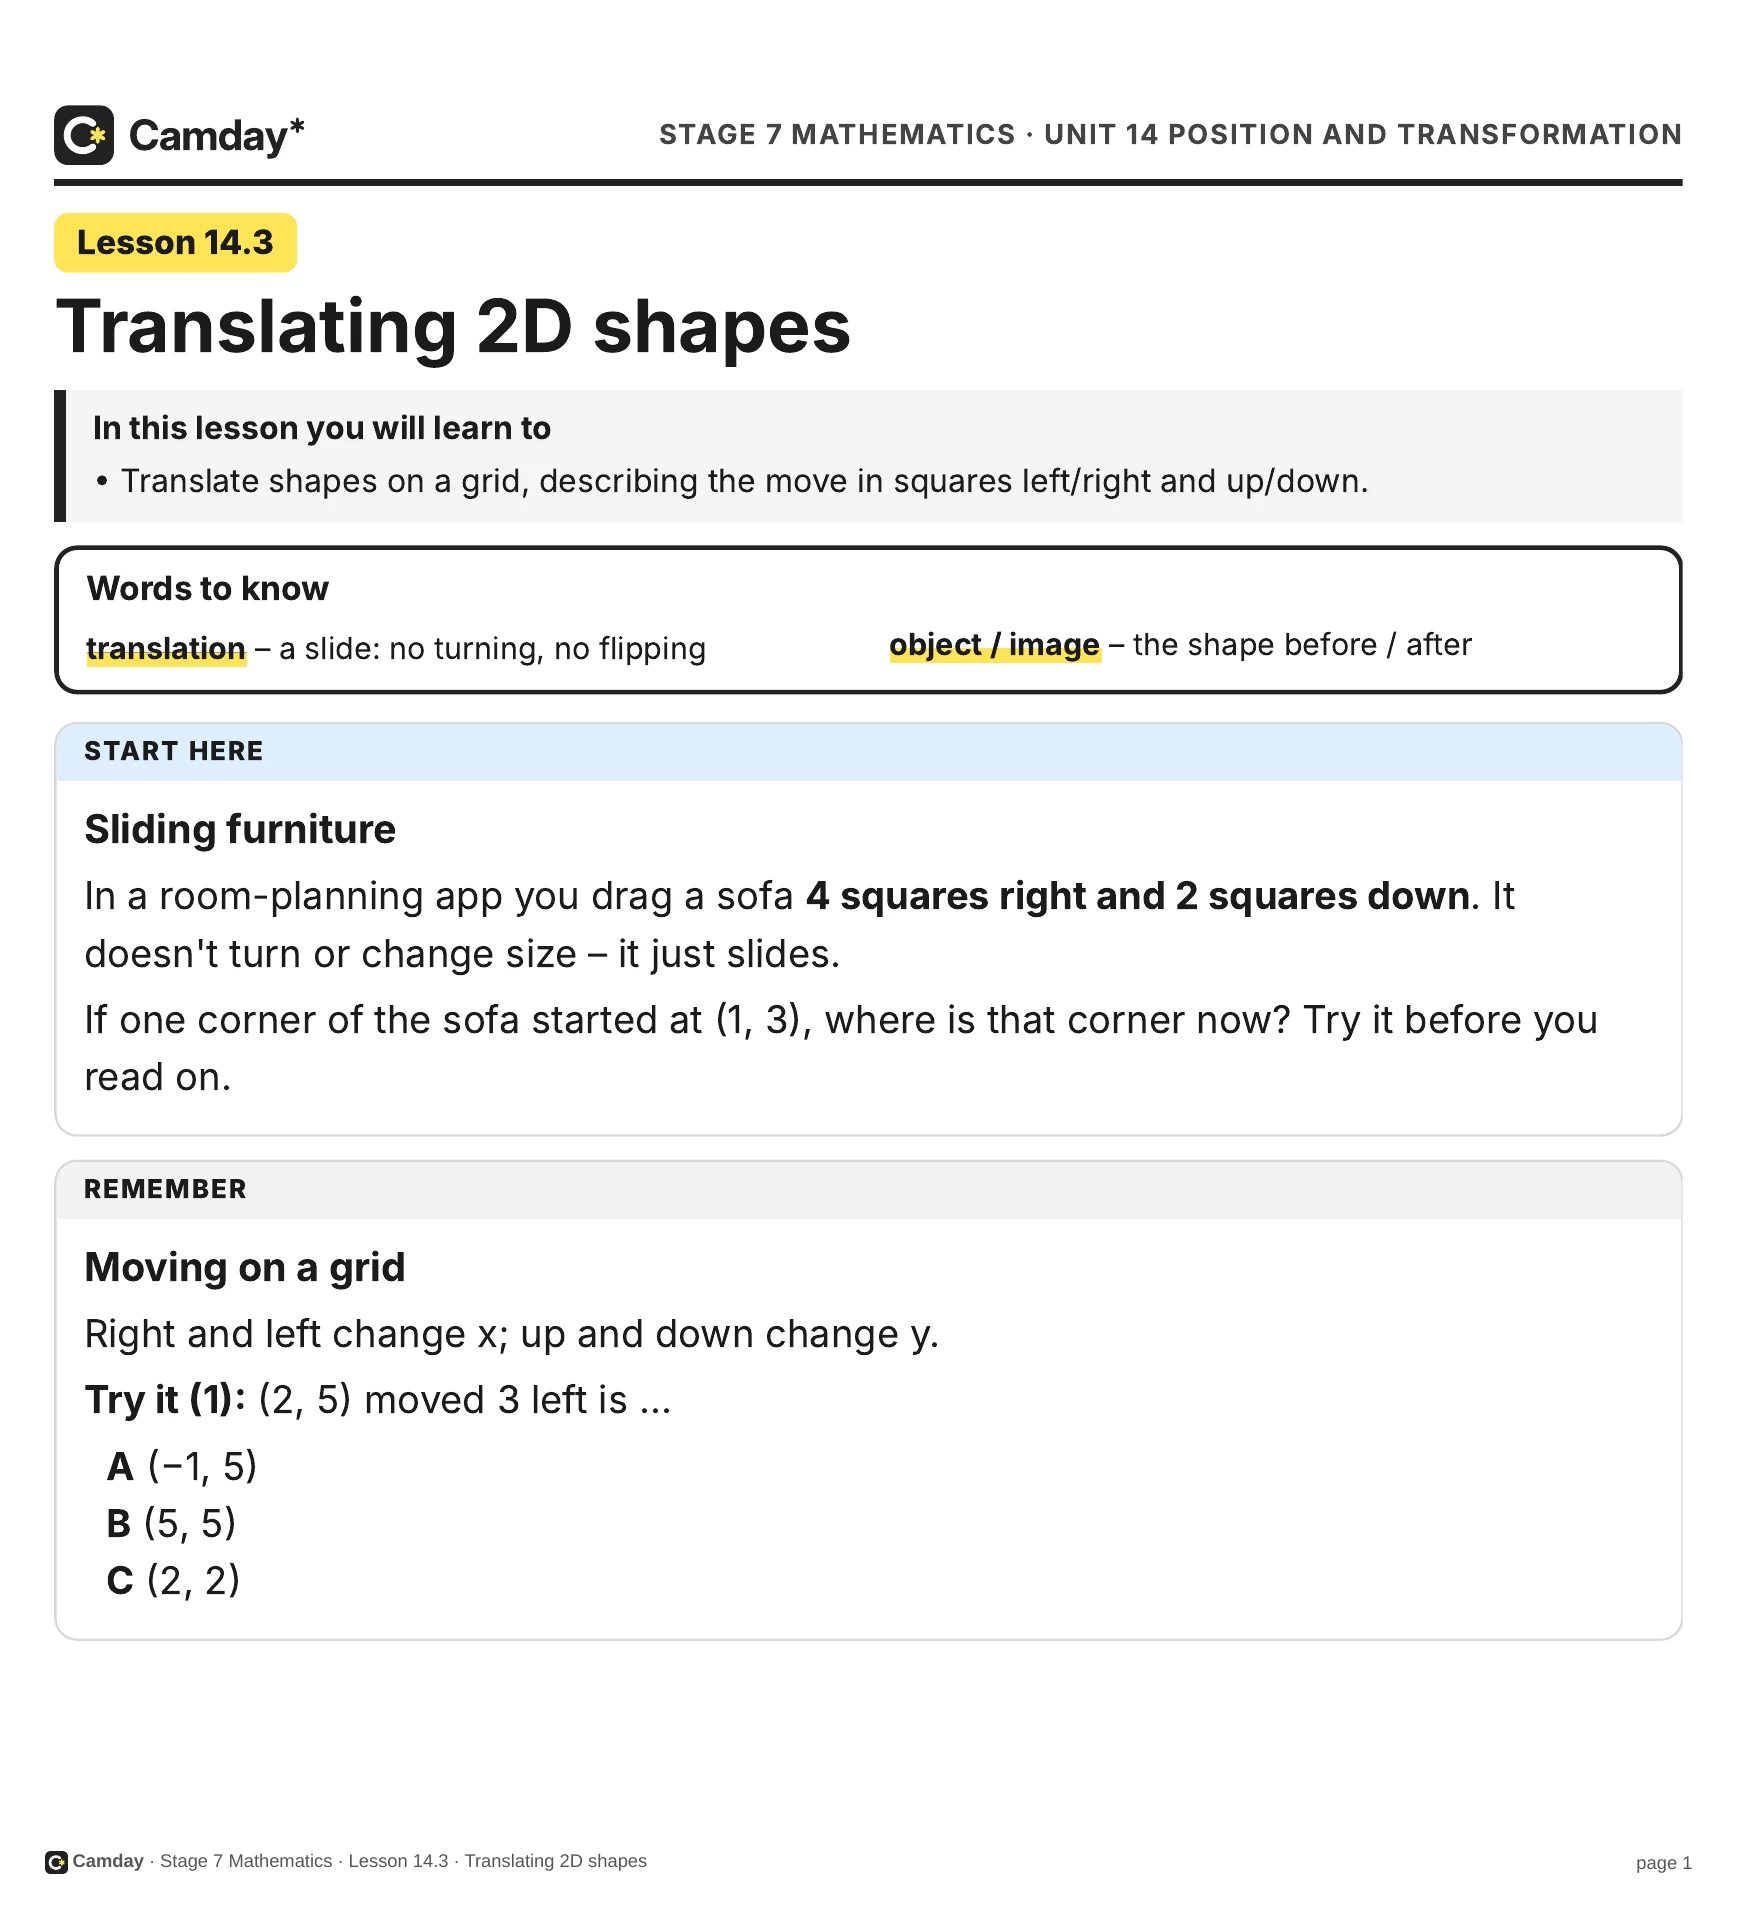 Camday*
STAGE 7 MATHEMATICS · UNIT 14 POSITION AND TRANSFORMATION
Lesson 14.3
Translating 2D shapes
In this lesson you will learn to
• Translate shapes on a grid, describing the move in squares left/right and up/down.
Words to know
translation – a slide: no turning, no flipping
object / image – the shape before / after
START HERE
Sliding furniture
In a room-planning app you drag a sofa 4 squares right and 2 squares down. It
doesn't turn or change size – it just slides.
If one corner of the sofa started at (1, 3), where is that corner now? Try it before you
read on.
REMEMBER
Moving on a grid
Right and left change x; up and down change y.
Try it (1): (2, 5) moved 3 left is ...
A (−1, 5)
B (5, 5)
C (2, 2)
Camday · Stage 7 Mathematics · Lesson 14.3 · Translating 2D shapes
page 1